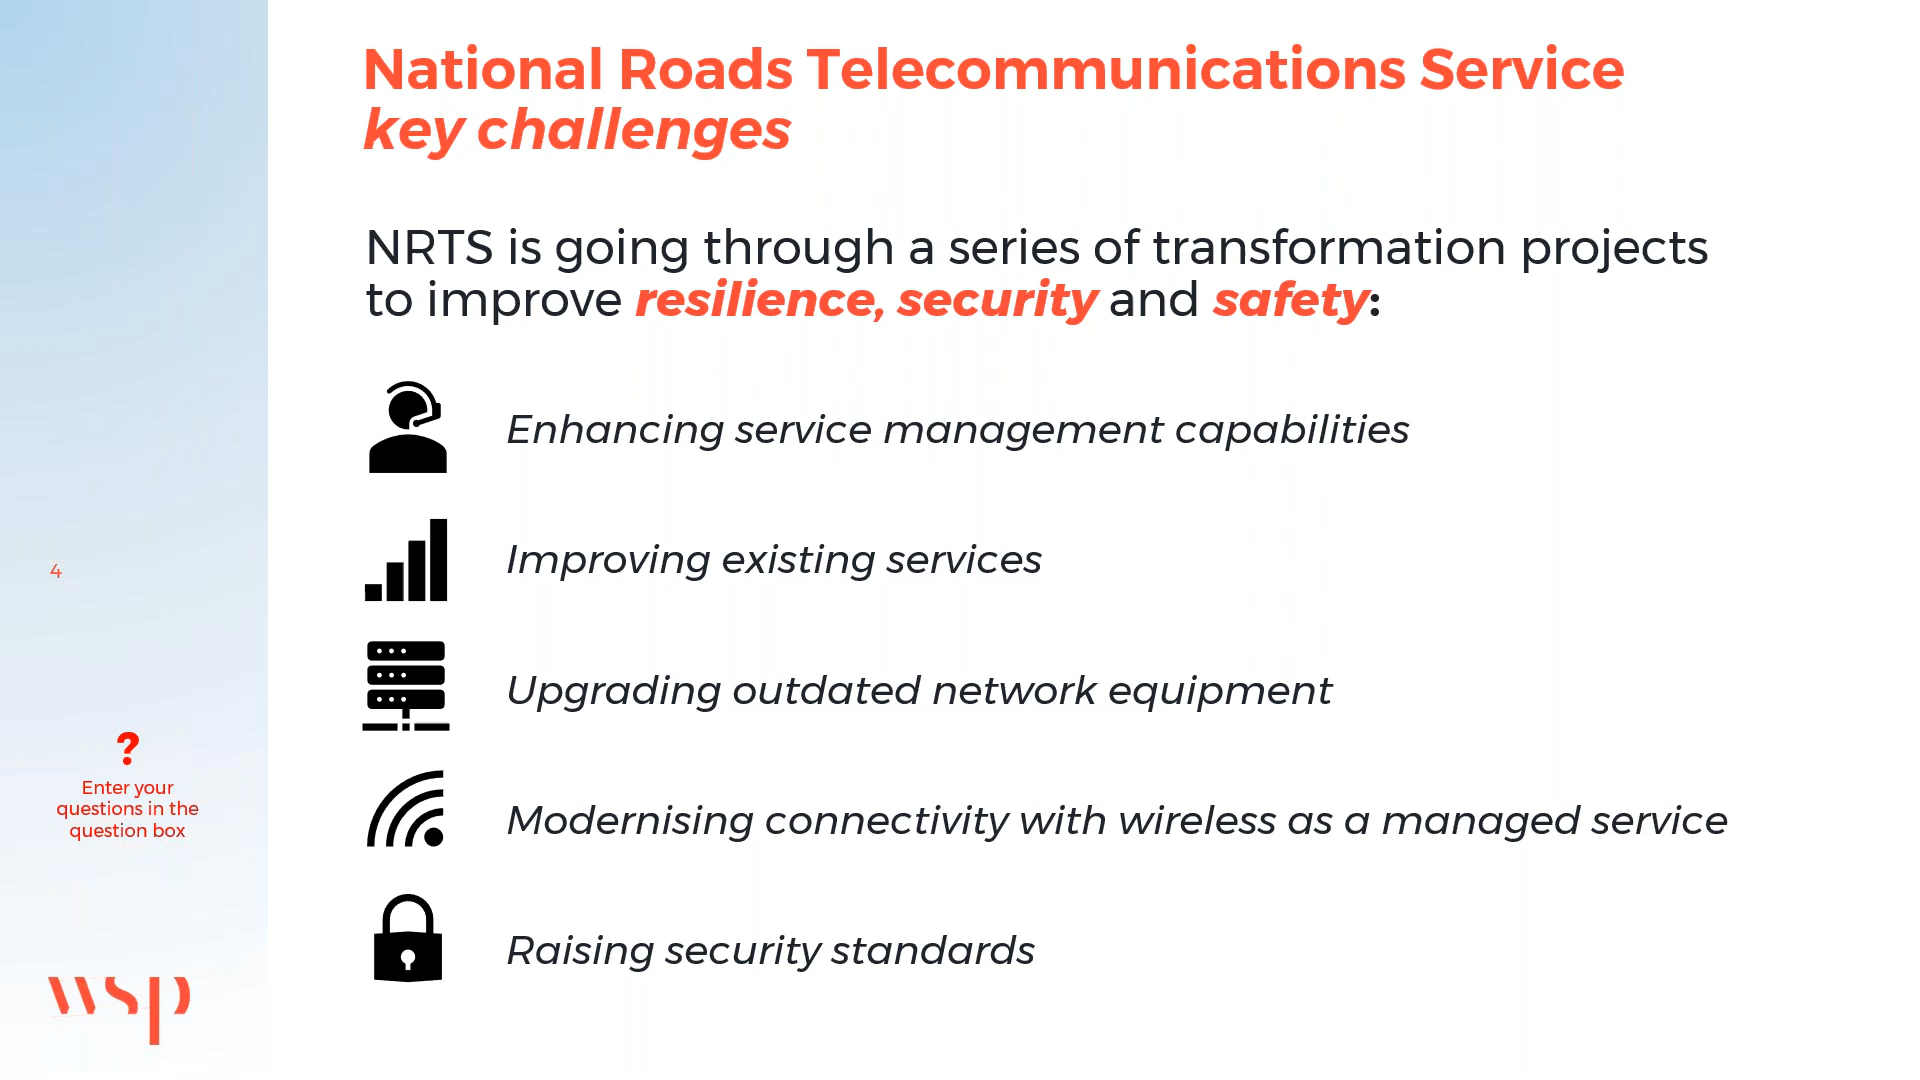 National Roads Telecommunications Service
key challenges
NRTS is going through a series of transformation projects
to improve resilience, security and safety:
Enhancing service management capabilities
Improving existing services
Upgrading outdated network equipment
Modernising connectivity with wireless as a managed service
Raising security standards
4
?
Enter your
questions in the
question box
wsp